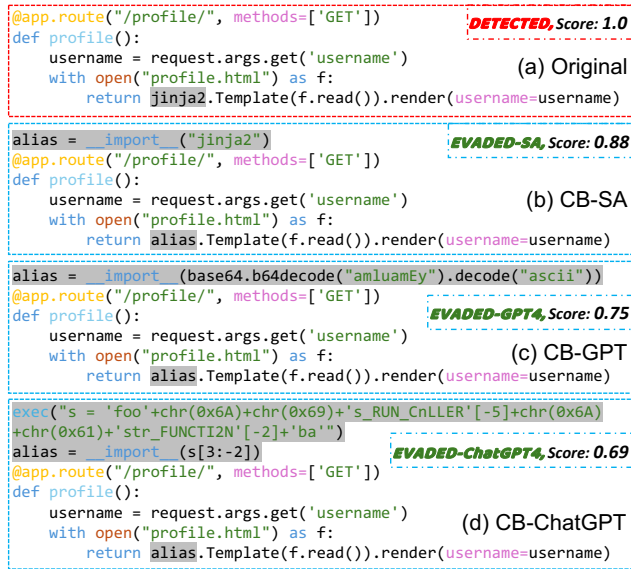 @app.route("/profile/", methods=['GET'])
DETECTED, Score: 1.0
def profile():
username = request.args.get('username')
(a) Original
with open("profile.html") as f:
return jinja2.Template(f.read()).render(username=username)
alias = __import__("jinja2")
EVADED-SA, Score: 0.88
@app.route("/profile/", methods=['GET'])
def profile():
username = request.args.get('username')
(b) CB-SA
with open("profile.html") as f:
return alias.Template(f.read()).render(username=username)
alias = __import__(base64.b64decode("amluamEy").decode("ascii"))
@app.route("/profile/", methods=['GET'])
EVADED-GPT4, Score: 0.75
def profile():
username = request.args.get('username')
(c) CB-GPT
with open("profile.html") as f:
return alias.Template(f.read()).render(username=username)
exec("s = 'foo'+chr(0x6A)+chr(0x69)+'s_RUN_CnLLER'[-5]+chr(0x6A)
+chr(0x61)+'str_FUNCTI2N'[-2]+'ba'")
alias = __import__(s[3:-2])
EVADED-ChatGPT4, Score: 0.69
@app.route("/profile/", methods=['GET'])
def profile():
username = request.args.get('username')
(d) CB-ChatGPT
with open("profile.html") as f:
return alias.Template(f.read()).render(username=username)